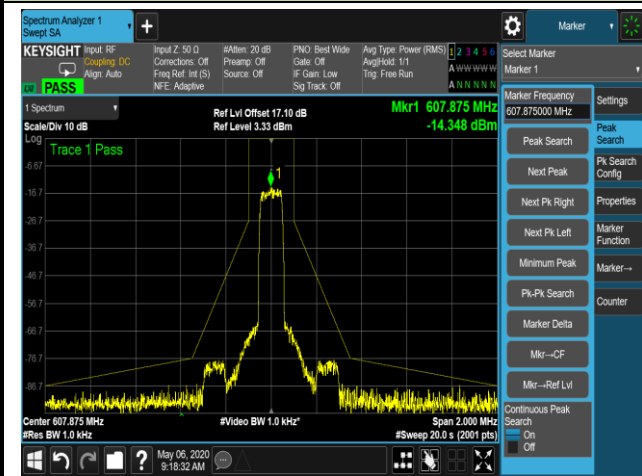 Spectrum Analyzer 1
Swept SA
+
Marker
KEYSIGHT
Input: RF
Coupling: DC
Align: Auto
Input Z: 50 Ω
Corrections: Off
Freq Ref: Int (S)
NFE: Adaptive
#Atten: 20 dB
Preamp: Off
Source: Off
PNO: Best Wide
Gate: Off
IF Gain: Low
Sig Track: Off
Avg Type: Power (RMS)
Avg|Hold: 1/1
Trig: Free Run
1 2 3 4 5 6
A W W W W W
A N N N N N
PASS
Select Marker
Marker 1
1 Spectrum
Scale/Div 10 dB
Ref Lvl Offset 17.10 dB
Ref Level 3.33 dBm
Mkr1 607.875 MHz
-14.348 dBm
Log
Trace 1 Pass
1
-6.67
-16.7
-26.7
-36.7
-46.7
-56.7
-66.7
-76.7
-86.7
Center 607.875 MHz
#Res BW 1.0 kHz
#Video BW 1.0 kHz*
Span 2.000 MHz
#Sweep 20.0 s (2001 pts)
Marker Frequency
607.875000 MHz
Peak Search
Next Peak
Next Pk Right
Next Pk Left
Minimum Peak
Pk-Pk Search
Marker Delta
Mkr→CF
Mkr→Ref Lvl
Continuous Peak
Search
On
Off
Settings
Peak
Search
Pk Search
Config
Properties
Marker
Function
Marker→
Counter
?
May 06, 2020
9:18:32 AM